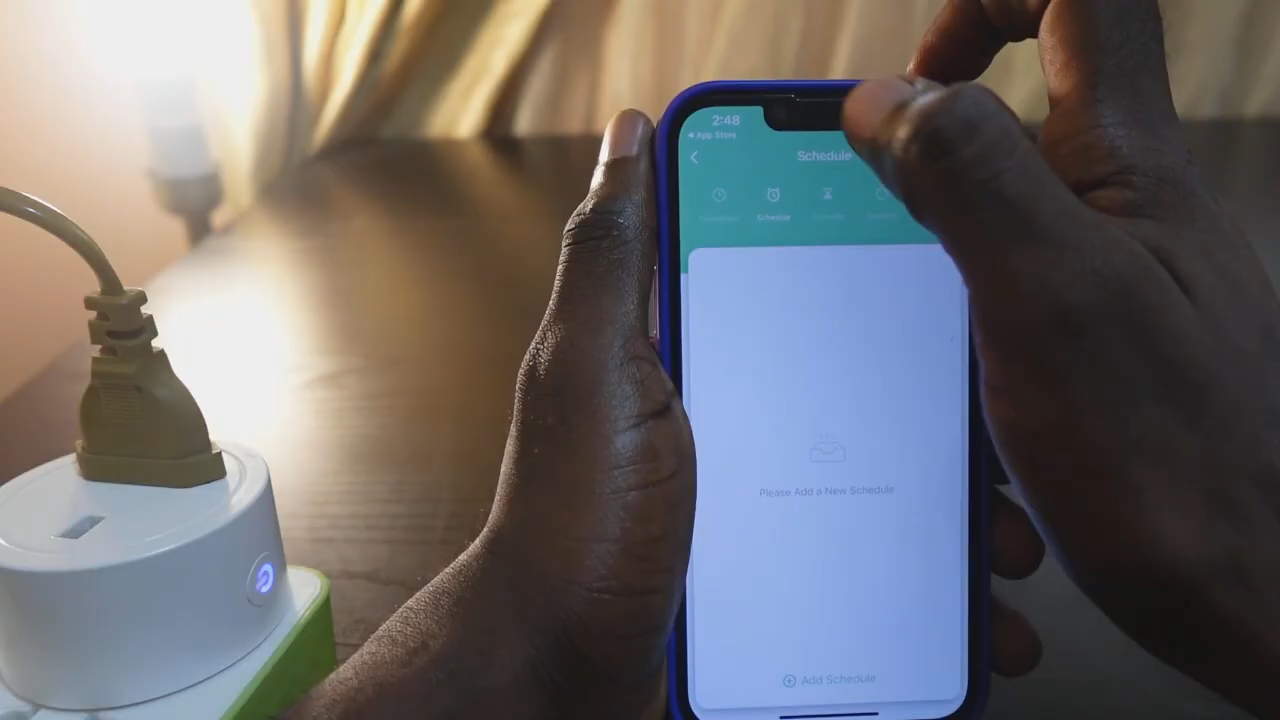 2:48
◀ App Store
Schedule
Schedule
Please Add a New Schedule
Add Schedule